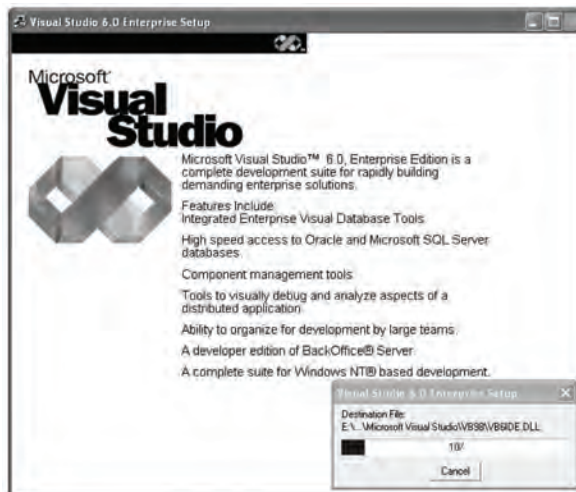 Visual Studio 6.0 Enterprise Setup
Microsoft
Visual
Studio
Microsoft Visual Studio™ 6.0, Enterprise Edition is a
complete development suite for rapidly building
demanding enterprise solutions.
Features Include:
Integrated Enterprise Visual Database Tools
High speed access to Oracle and Microsoft SQL Server
databases
Component management tools
Tools to visually debug and analyze aspects of a
distributed application
Ability to organize for development by large teams.
A developer edition of BackOffice® Server
A complete suite for Windows NT® based development.
Visual Studio 6.0 Enterprise Setup
Destination File:
E:\...\Microsoft Visual Studio\VB98\VB6IDE.DLL
Cancel